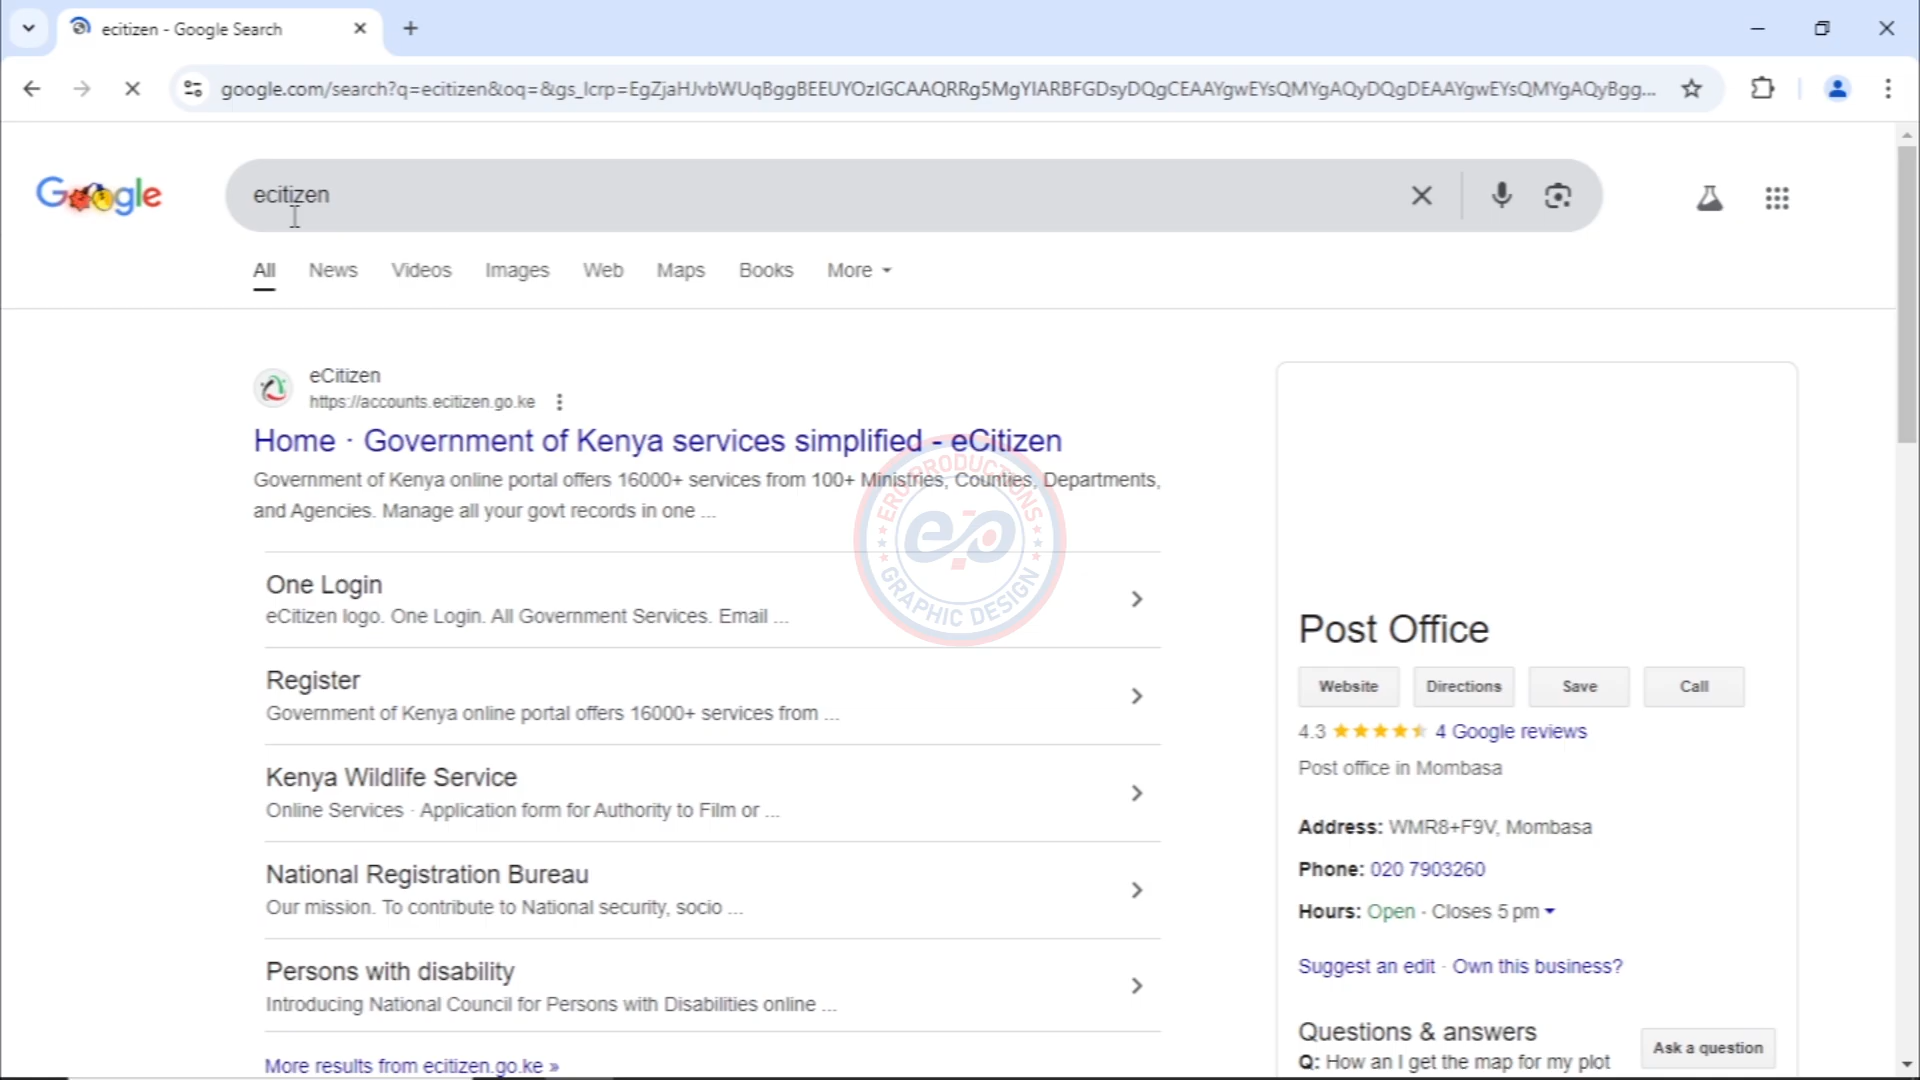 ecitizen - Google Search
google.com/search?q=ecitizen&oq=&gs_lcrp=EgZjaHJvbWUqBggBEEUYOzIGCAAQRRg5MgYIARBFGDsyDQgCEAAYgwEYsQMYgAQyDQgDEAAYgwEYsQMYgAQyBgg...
Google
ecitizen
All News Videos Images Web Maps Books More
eCitizen
https://accounts.ecitizen.go.ke
Home · Government of Kenya services simplified - eCitizen
Government of Kenya online portal offers 16000+ services from 100+ Ministries, Counties, Departments,
and Agencies. Manage all your govt records in one ...
One Login
eCitizen logo. One Login. All Government Services. Email ...
Register
Government of Kenya online portal offers 16000+ services from ...
Kenya Wildlife Service
Online Services · Application form for Authority to Film or ...
National Registration Bureau
Our mission. To contribute to National security, socio ...
Persons with disability
Introducing National Council for Persons with Disabilities online ...
More results from ecitizen.go.ke »
ERO PRODUCTIONS
ep
GRAPHIC DESIGN
Post Office
Website Directions Save Call
4.3 4 Google reviews
Post office in Mombasa
Address: WMR8+F9V, Mombasa
Phone: 020 7903260
Hours: Open · Closes 5 pm
Suggest an edit · Own this business?
Questions & answers
Q: How an I get the map for my plot
Ask a question